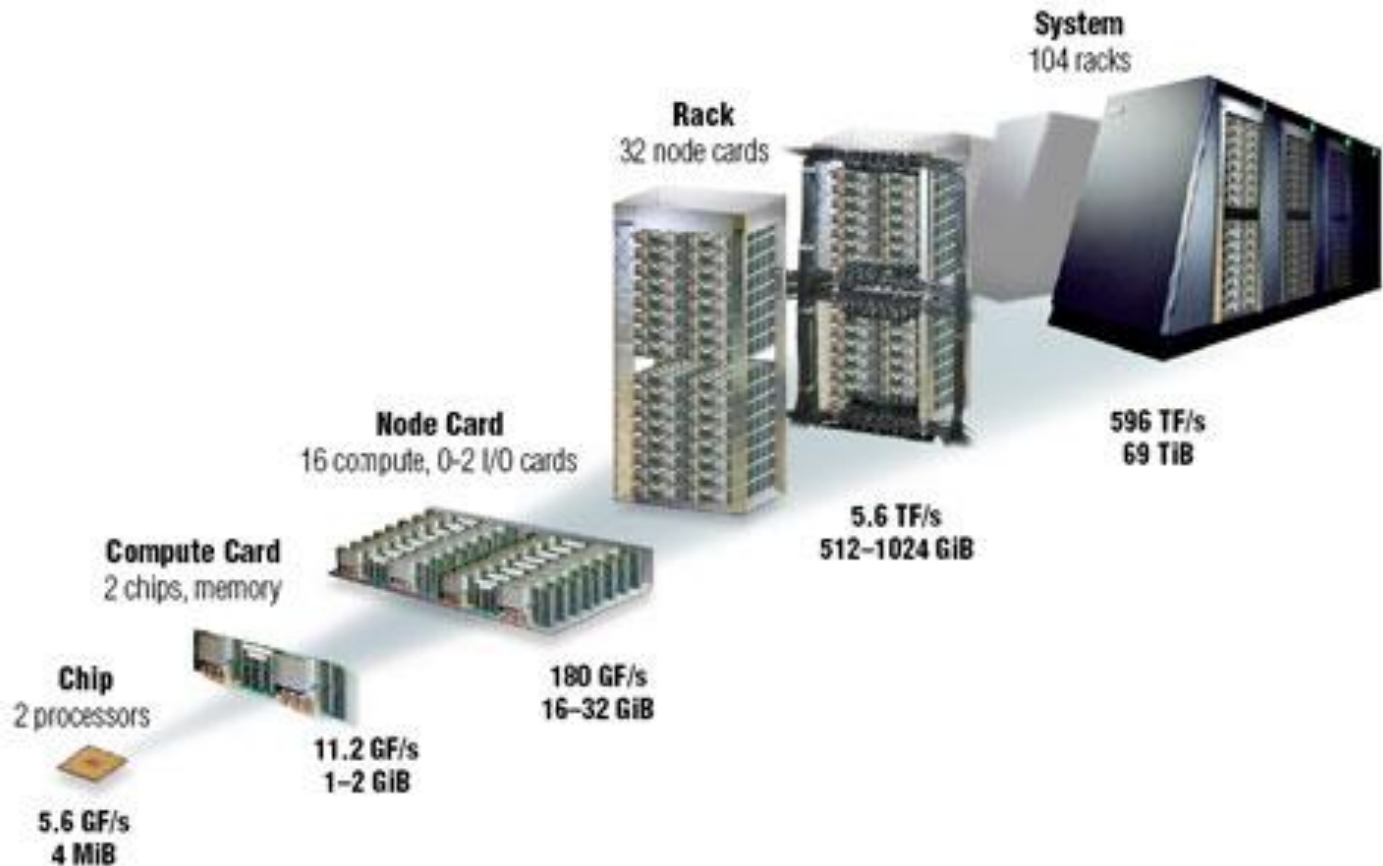 System
104 racks
Rack
32 node cards
596 TF/s
69 TiB
Node Card
16 compute, 0-2 I/O cards
5.6 TF/s
512–1024 GiB
Compute Card
2 chips, memory
180 GF/s
16–32 GiB
Chip
2 processors
11.2 GF/s
1–2 GiB
5.6 GF/s
4 MiB